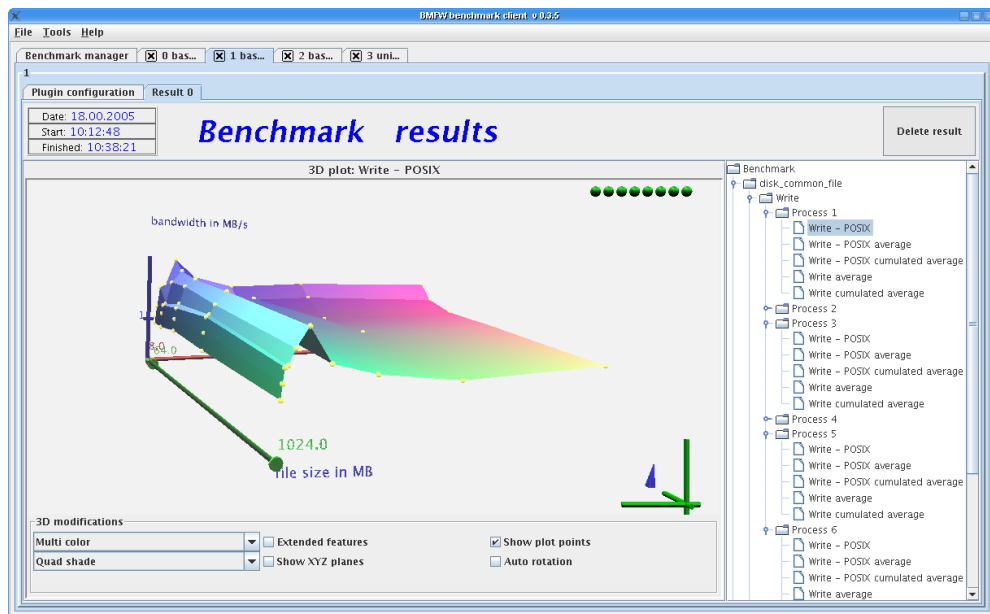 BMFW benchmark client v 0.3.5
File Tools Help
Benchmark manager 0 bas... 1 bas... 2 bas... 3 uni...
1
Plugin configuration Result 0
Date: 18.00.2005
Start: 10:12:48
Finished: 10:38:21
Benchmark results
Delete result
3D plot: Write - POSIX
bandwidth in MB/s
1
8.0
64.0
1024.0
file size in MB
3D modifications
Multi color
Extended features
Show plot points
Quad shade
Show XYZ planes
Auto rotation
Benchmark
disk_common_file
Write
Process 1
Write - POSIX
Write - POSIX average
Write - POSIX cumulated average
Write average
Write cumulated average
Process 2
Process 3
Write - POSIX
Write - POSIX average
Write - POSIX cumulated average
Write average
Write cumulated average
Process 4
Process 5
Write - POSIX
Write - POSIX average
Write - POSIX cumulated average
Write average
Write cumulated average
Process 6
Write - POSIX
Write - POSIX average
Write - POSIX cumulated average
Write average